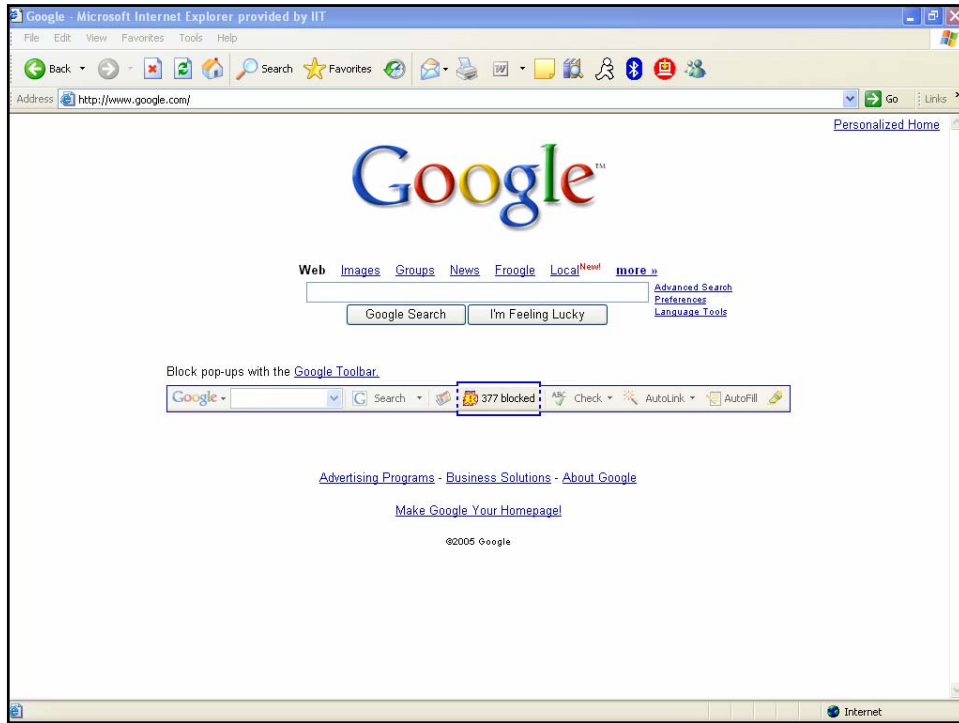 Google - Microsoft Internet Explorer provided by IIT
File Edit View Favorites Tools Help
Back Search Favorites
Address http://www.google.com/ Go Links
Personalized Home
Google™
Web Images Groups News Froogle Local New! more »
Advanced Search
Preferences
Language Tools
Google Search I'm Feeling Lucky
Block pop-ups with the Google Toolbar.
Google G Search 377 blocked ABC Check AutoLink AutoFill
Advertising Programs - Business Solutions - About Google
Make Google Your Homepage!
©2005 Google
Internet